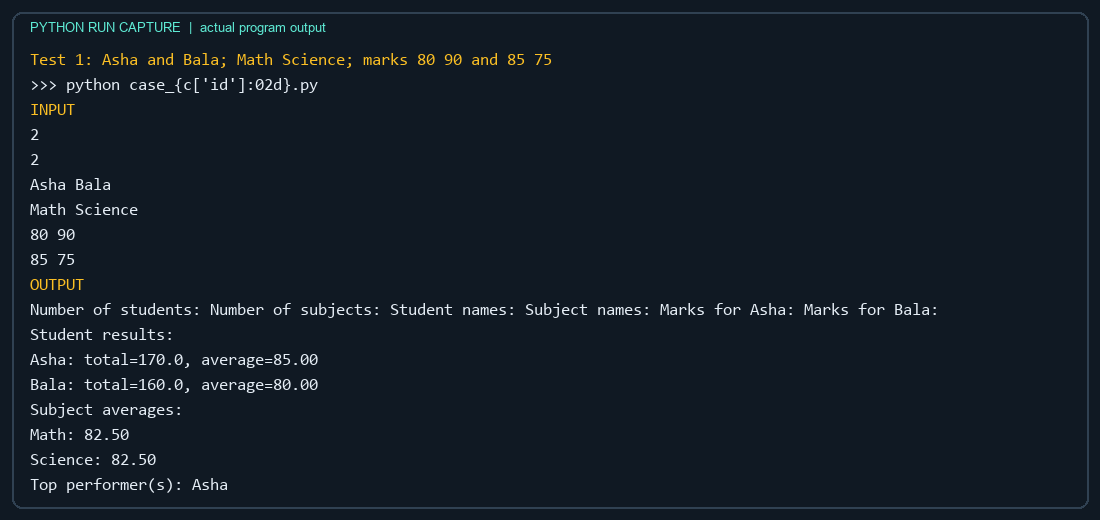 PYTHON RUN CAPTURE | actual program output
Test 1: Asha and Bala; Math Science; marks 80 90 and 85 75
>>> python case_{c['id']:02d}.py
INPUT
2
2
Asha Bala
Math Science
80 90
85 75
OUTPUT
Number of students: Number of subjects: Student names: Subject names: Marks for Asha: Marks for Bala:
Student results:
Asha: total=170.0, average=85.00
Bala: total=160.0, average=80.00
Subject averages:
Math: 82.50
Science: 82.50
Top performer(s): Asha